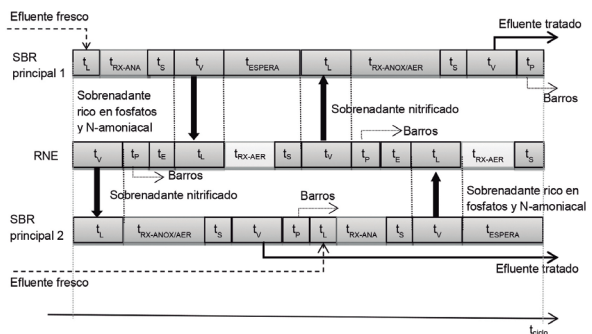 Efluente fresco
Efluente tratado
SBR
principal 1
tL tRX-ANA tS tV tESPERA tL tRX-ANOX/AER tS tV tP
Barros
Sobrenadante
rico en fosfatos
y N-amoniacal
Sobrenadante nitrificado
Barros
RNE
tV tP tE tL tRX-AER tS tV tP tE tL tRX-AER tS
Barros
Sobrenadante nitrificado
Barros
Sobrenadante rico en
fosfatos y N-amoniacal
SBR
principal 2
tL tRX-ANOX/AER tS tV tP tL tRX-ANA tS tV tESPERA
Efluente tratado
Efluente fresco
tciclo